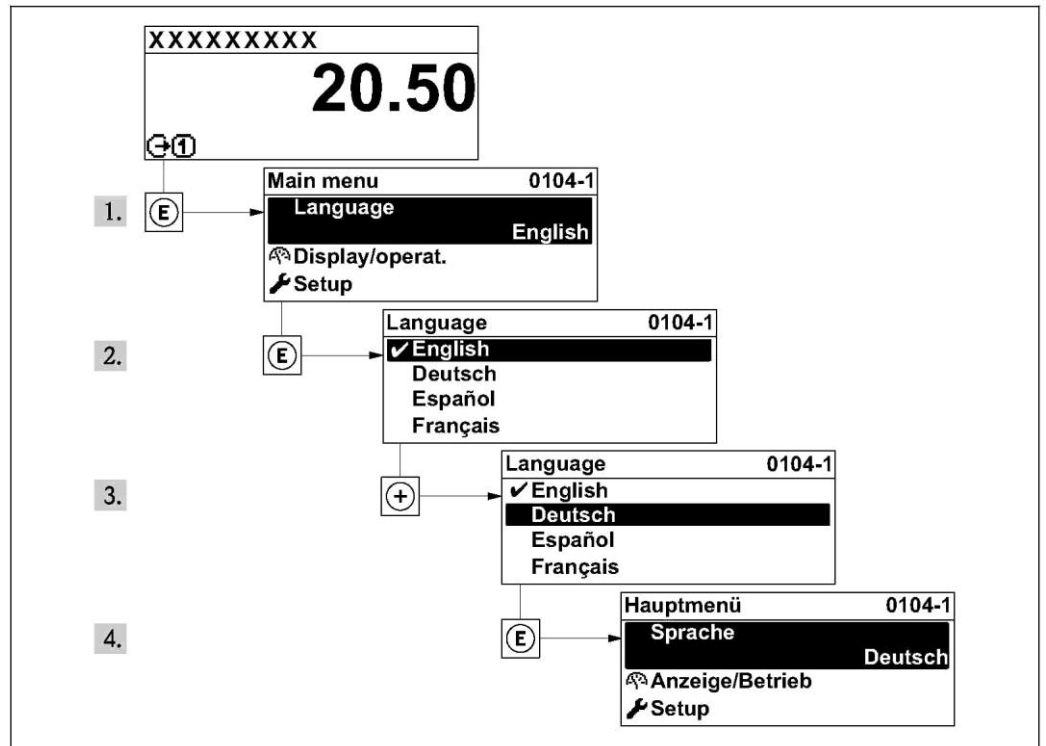 XXXXXXXXX
20.50
1
1.
E
Main menu 0104-1
Language
English
Display/operat.
Setup
2.
E
Language 0104-1
✔English
Deutsch
Español
Français
3.
+
Language 0104-1
✔English
Deutsch
Español
Français
4.
E
Hauptmenü 0104-1
Sprache
Deutsch
Anzeige/Betrieb
Setup